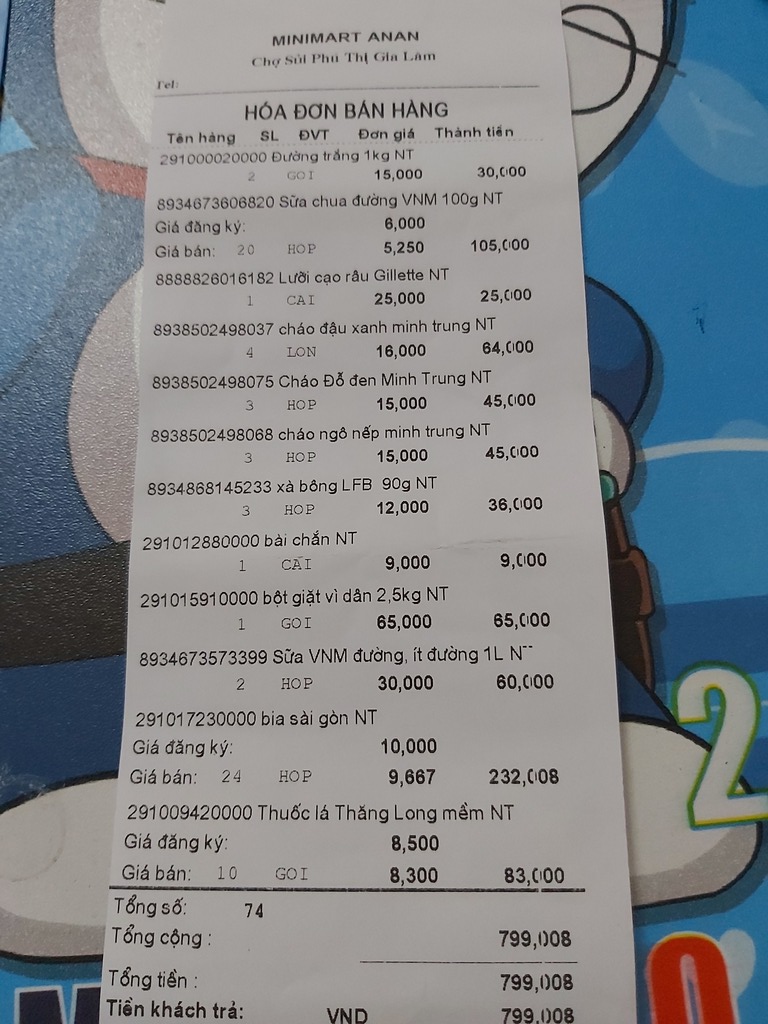 MINIMART ANAN
Chợ Sủi Phú Thị Gia Lâm
Tel:
HÓA ĐƠN BÁN HÀNG
Tên hàng SL ĐVT Đơn giá Thành tiền
291000020000 Đường trắng 1kg NT
2 GOI 15,000 30,000
8934673606820 Sữa chua đường VNM 100g NT
Giá đăng ký: 6,000
Giá bán: 20 HOP 5,250 105,000
8888826016182 Lưỡi cạo râu Gillette NT
1 CAI 25,000 25,000
8938502498037 cháo đậu xanh minh trung NT
4 LON 16,000 64,000
8938502498075 Cháo Đỗ đen Minh Trung NT
3 HOP 15,000 45,000
8938502498068 cháo ngô nếp minh trung NT
3 HOP 15,000 45,000
8934868145233 xà bông LFB 90g NT
3 HOP 12,000 36,000
291012880000 bài chắn NT
1 CÁI 9,000 9,000
291015910000 bột giặt vì dân 2,5kg NT
1 GOI 65,000 65,000
8934673573399 Sữa VNM đường, ít đường 1L
2 HOP 30,000 60,000
291017230000 bia sài gòn NT
Giá đăng ký: 10,000
Giá bán: 24 HOP 9,667 232,008
291009420000 Thuốc lá Thăng Long mềm NT
Giá đăng ký: 8,500
Giá bán: 10 GOI 8,300 83,000
Tổng số: 74
Tổng cộng : 799,008
Tổng tiền : 799,008
Tiền khách trả: VND 799,008
2